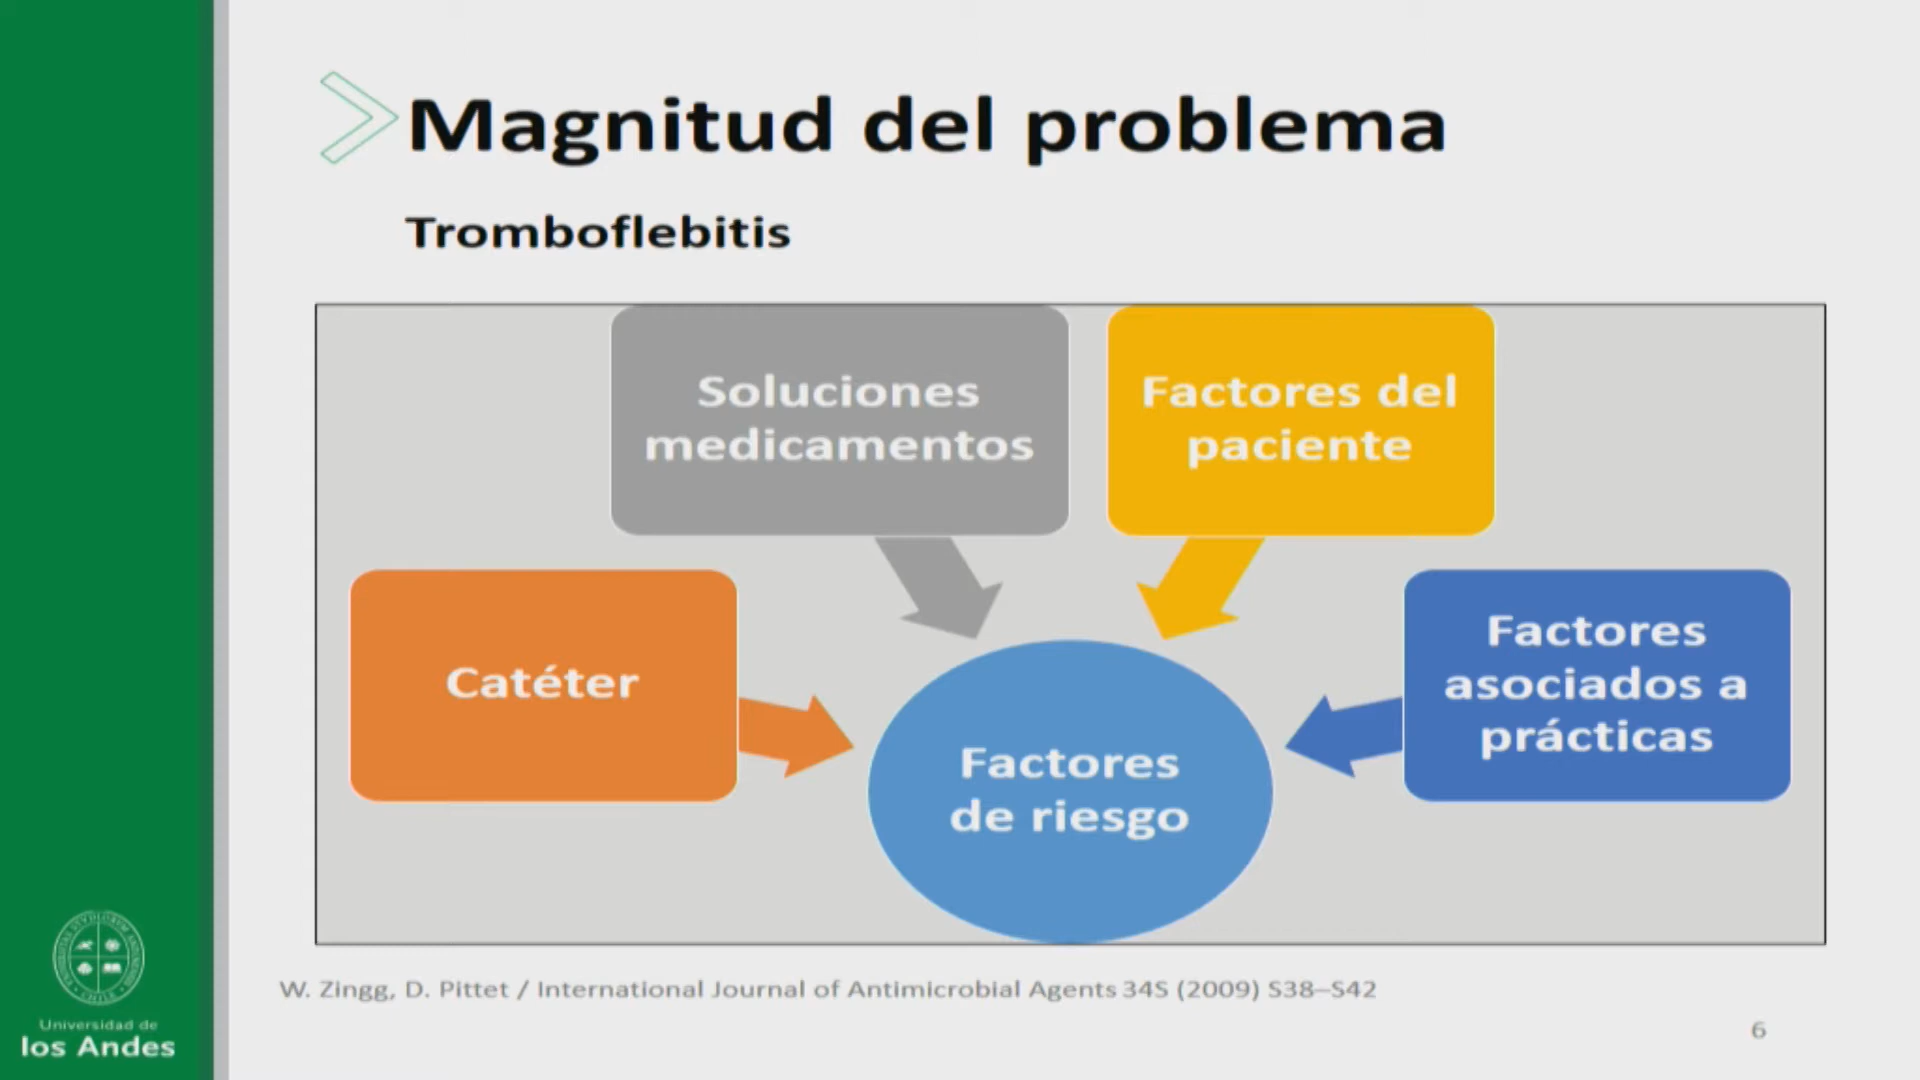 Magnitud del problema
Tromboflebitis
Soluciones
medicamentos
Factores del
paciente
Catéter
Factores
asociados a
prácticas
Factores
de riesgo
W. Zingg, D. Pittet / International Journal of Antimicrobial Agents 34S (2009) S38–S42
6
Universidad de
los Andes